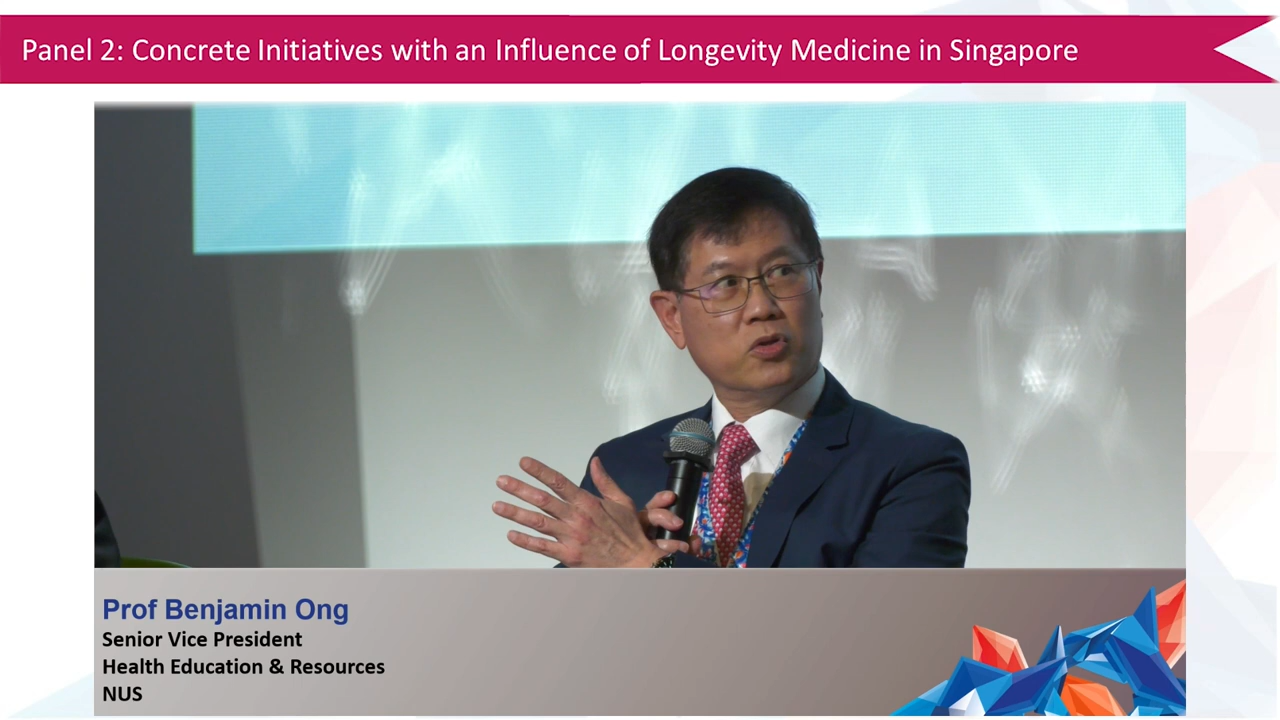 Panel 2: Concrete Initiatives with an Influence of Longevity Medicine in Singapore
Prof Benjamin Ong
Senior Vice President
Health Education & Resources
NUS